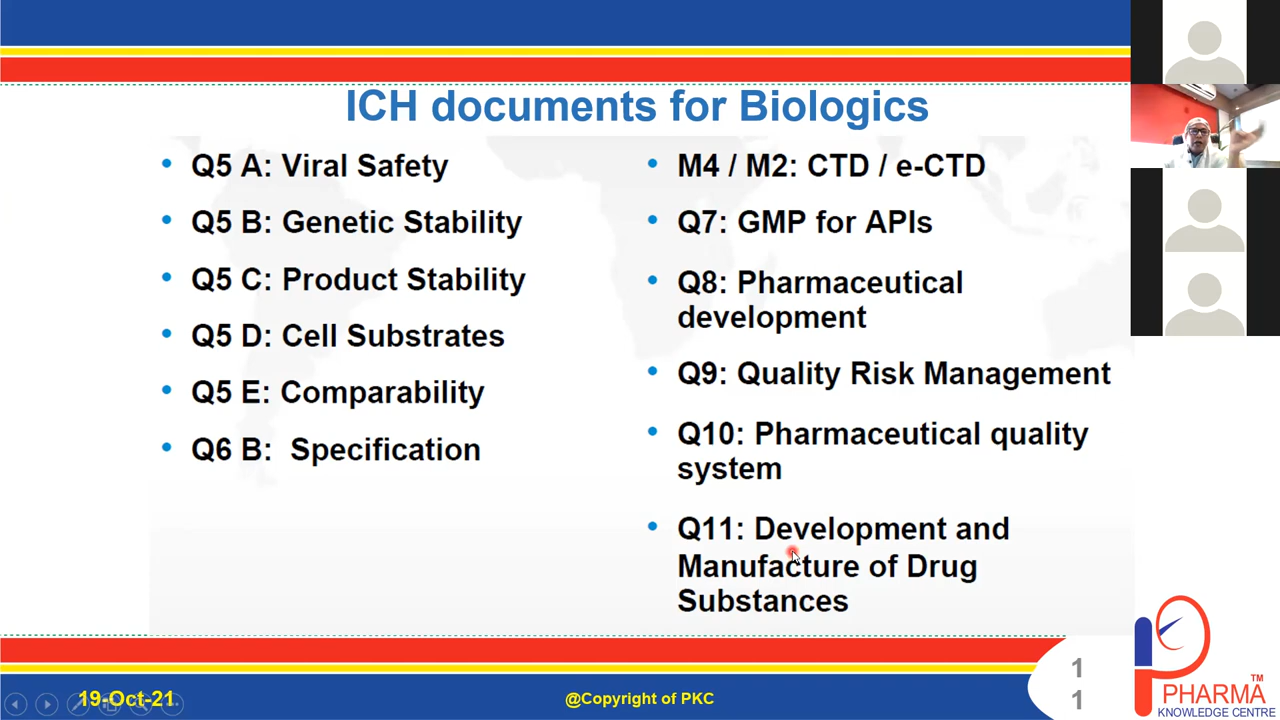 ICH documents for Biologics
• Q5 A: Viral Safety
• Q5 B: Genetic Stability
• Q5 C: Product Stability
• Q5 D: Cell Substrates
• Q5 E: Comparability
• Q6 B: Specification
• M4 / M2: CTD / e-CTD
• Q7: GMP for APIs
• Q8: Pharmaceutical
development
• Q9: Quality Risk Management
• Q10: Pharmaceutical quality
system
• Q11: Development and
Manufacture of Drug
Substances
19-Oct-21
@Copyright of PKC
1
1
PHARMA TM
KNOWLEDGE CENTRE